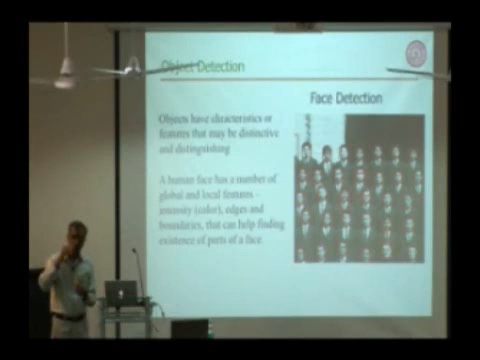 Object Detection
Face Detection
Objects have characteristics or
features that may be distinctive
and distinguishing
A human face has a number of
global and local features –
intensity (color), edges and
boundaries, that can help finding
existence of parts of a face